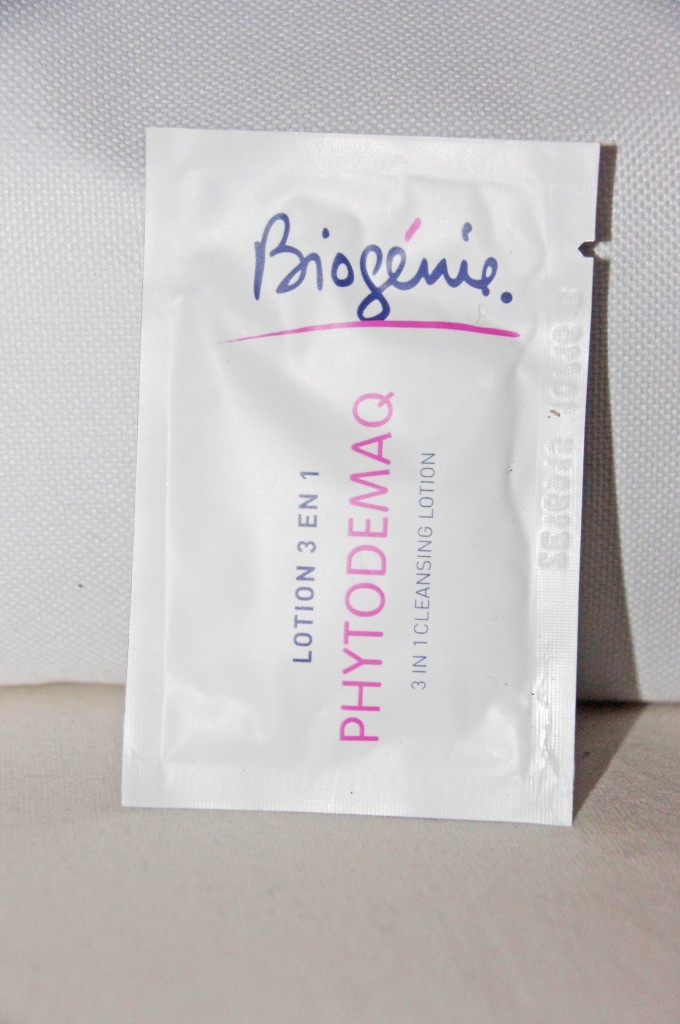 Biogénie.
LOTION 3 EN 1
PHYTODEMAQ
3 IN 1 CLEANSING LOTION